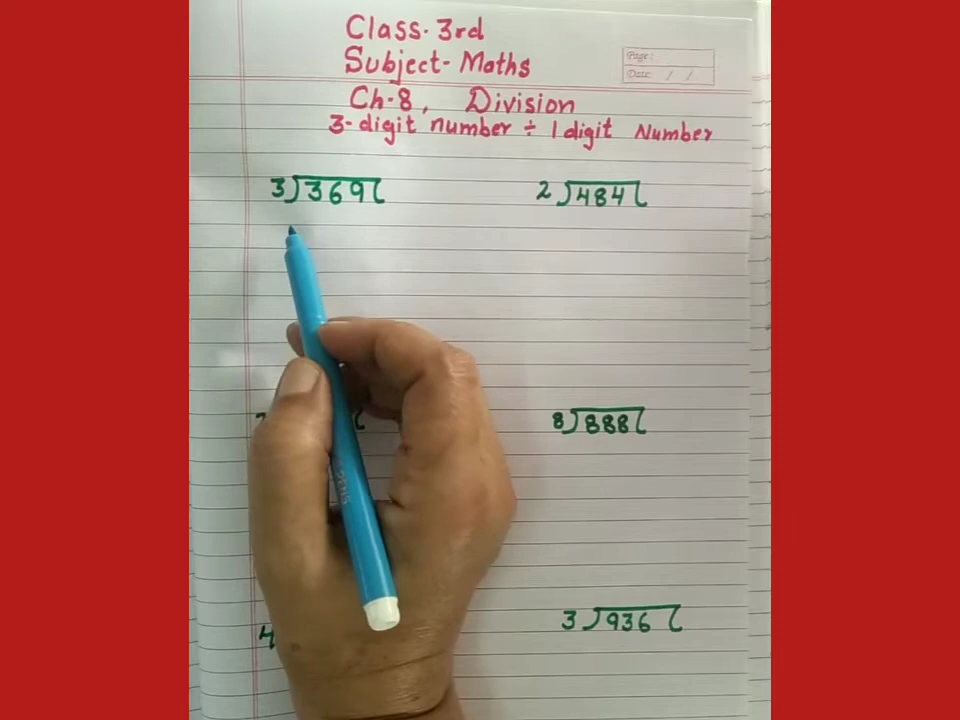 Class. 3rd
Subject- Maths
Page:
Date: / /
Ch-8, Division
3-digit number ÷ 1 digit Number
3)369(
2)484(
8)888(
4
3)936(